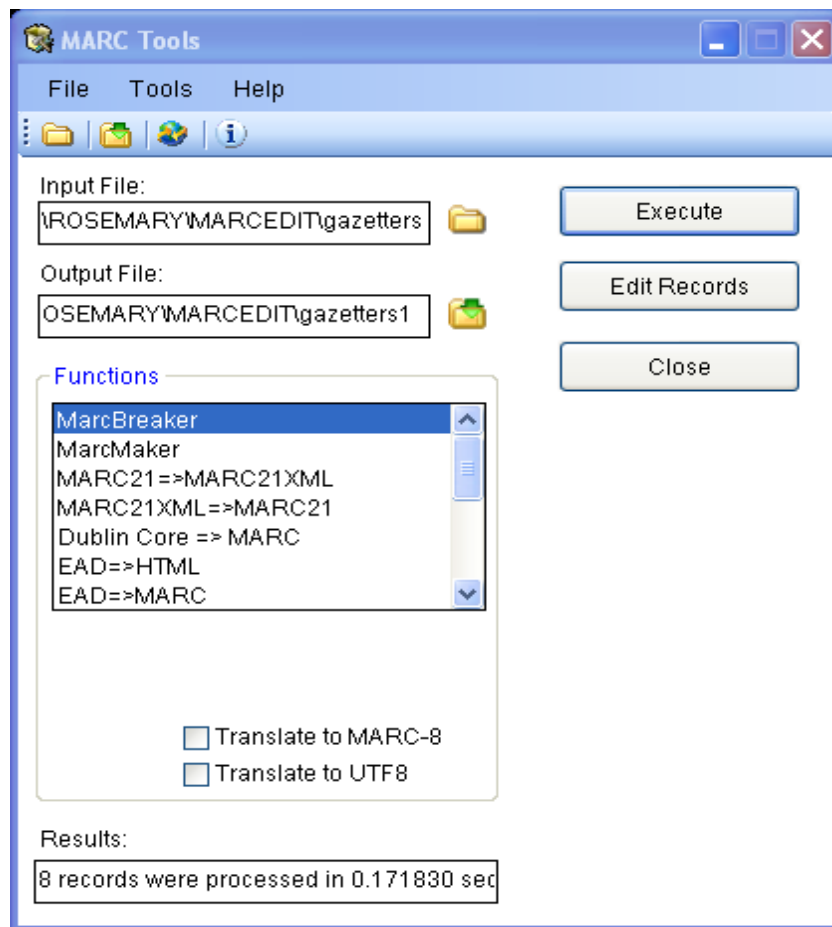 MARC Tools
File Tools Help
Input File:
\ROSEMARY\MARCEDIT\gazetters
Output File:
OSEMARY\MARCEDIT\gazetters1
Execute
Edit Records
Close
Functions
MarcBreaker
MarcMaker
MARC21=>MARC21XML
MARC21XML=>MARC21
Dublin Core => MARC
EAD=>HTML
EAD=>MARC
Translate to MARC-8
Translate to UTF8
Results:
8 records were processed in 0.171830 sec